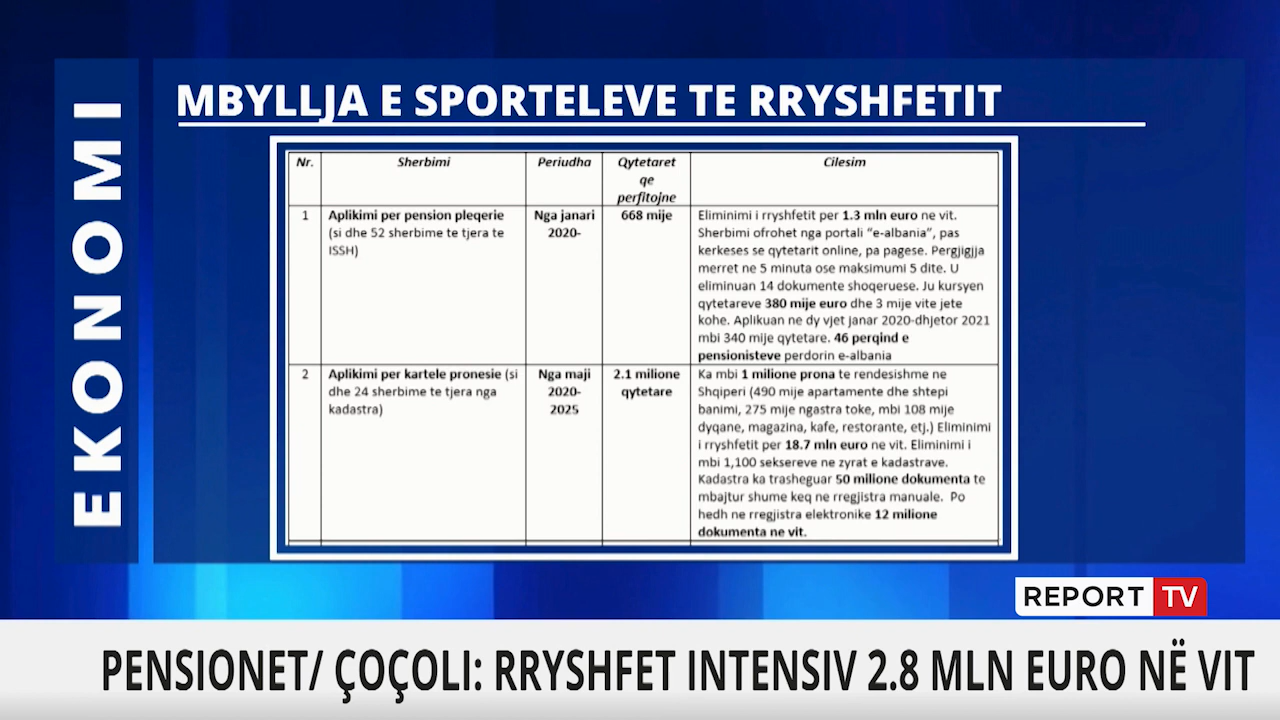 EKONOMI
MBYLLJA E SPORTELEVE TE RRYSHFETIT
Nr. Sherbimi Periudha Qytetaret Cilesim
qe
perfitojne
1 Aplikimi per pension pleqerie Nga janari 668 mije Eliminimi i rryshfetit per 1.3 mln euro ne vit.
(si dhe 52 sherbime te tjera te 2020- Sherbimi ofrohet nga portali “e-albania”, pas
ISSH) kerkeses se qytetarit online, pa pagese. Pergjigjja
merret ne 5 minuta ose maksimumi 5 dite. U
eliminuan 14 dokumente shoqeruese. Ju kursyen
qytetareve 380 mije euro dhe 3 mije vite jete
kohe. Aplikuan ne dy vjet janar 2020-dhjetor 2021
mbi 340 mije qytetare. 46 perqind e
pensionisteve perdorin e-albania
2 Aplikimi per kartele pronesie (si Nga maji 2.1 milione Ka mbi 1 milione prona te rendesishme ne
dhe 24 sherbime te tjera nga 2020- qytetare Shqiperi (490 mije apartamente dhe shtepi
kadastra) 2025 banimi, 275 mije ngastra toke, mbi 108 mije
dyqane, magazina, kafe, restorante, etj.) Eliminimi
i rryshfetit per 18.7 mln euro ne vit. Eliminimi i
mbi 1,100 seksereve ne zyrat e kadastrave.
Kadastra ka trasheguar 50 milione dokumenta te
mbajtur shume keq ne rregjistra manuale. Po
hedh ne rregjistra elektronike 12 milione
dokumenta ne vit.
REPORT TV
PENSIONET/ ÇOÇOLI: RRYSHFET INTENSIV 2.8 MLN EURO NË VIT